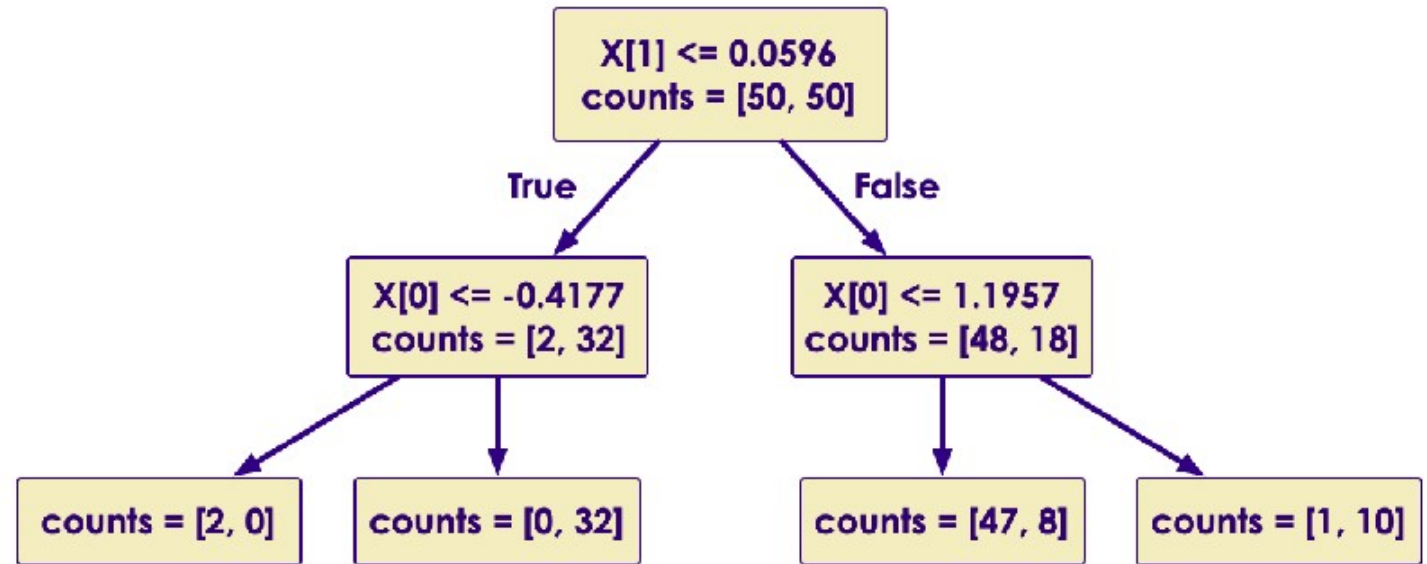 X[1] <= 0.0596
counts = [50, 50]
True
False
X[0] <= -0.4177
counts = [2, 32]
X[0] <= 1.1957
counts = [48, 18]
counts = [2, 0]
counts = [0, 32]
counts = [47, 8]
counts = [1, 10]